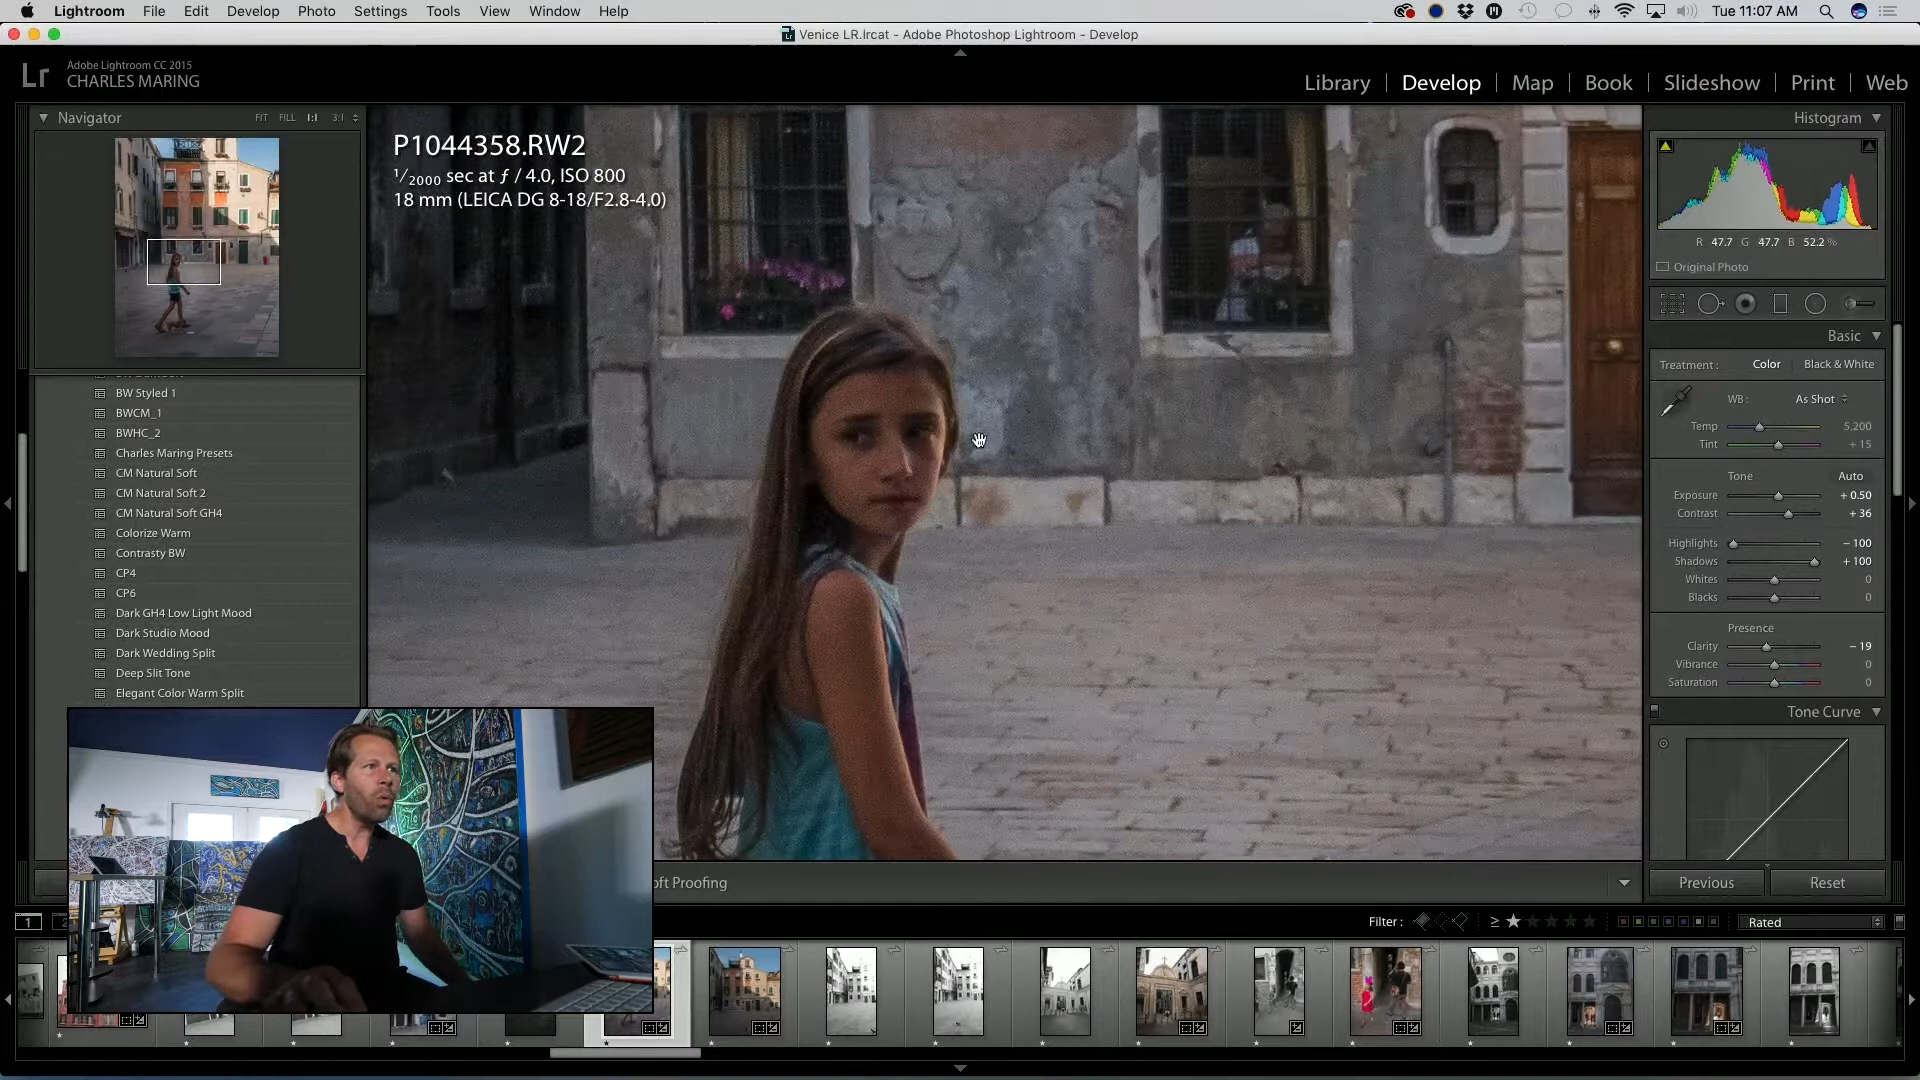 Lightroom File Edit Develop Photo Settings Tools View Window Help Tue 11:07 AM
Venice LR.lrcat - Adobe Photoshop Lightroom - Develop
Lr Adobe Lightroom CC 2015
CHARLES MARING
Library | Develop | Map | Book | Slideshow | Print | Web
Navigator FIT FILL 1:1 3:1
P1044358.RW2
1/2000 sec at ƒ / 4.0, ISO 800
18 mm (LEICA DG 8-18/F2.8-4.0)
BW Styled 1
BWCM_1
BWHC_2
Charles Maring Presets
CM Natural Soft
CM Natural Soft 2
CM Natural Soft GH4
Colorize Warm
Contrasty BW
CP4
CP6
Dark GH4 Low Light Mood
Dark Studio Mood
Dark Wedding Split
Deep Slit Tone
Elegant Color Warm Split
Histogram
R 47.7 G 47.7 B 52.2 %
Original Photo
Basic
Treatment : Color | Black & White
WB : As Shot
Temp 5,200
Tint + 15
Tone Auto
Exposure + 0.50
Contrast + 36
Highlights – 100
Shadows + 100
Whites 0
Blacks 0
Presence
Clarity – 19
Vibrance 0
Saturation 0
Tone Curve
Previous Reset
oft Proofing
1 2
Filter : ≥ Rated